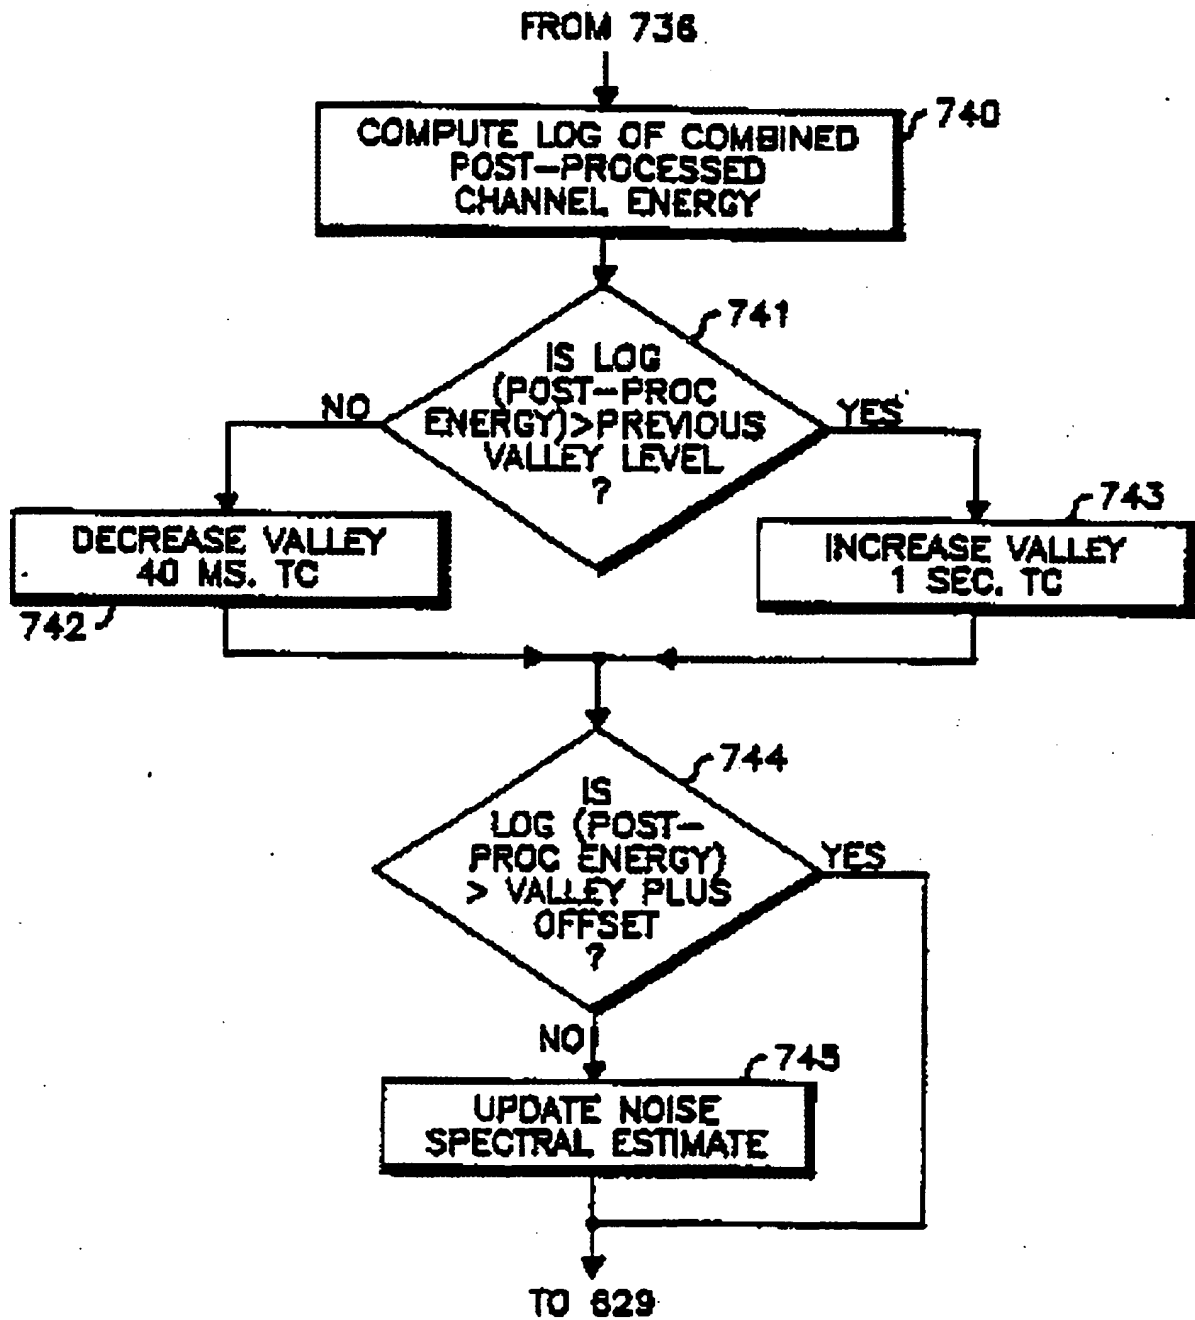 FROM 736
740
COMPUTE LOG OF COMBINED
POST-PROCESSED
CHANNEL ENERGY
741
IS LOG
(POST-PROC
ENERGY)>PREVIOUS
VALLEY LEVEL
?
NO
YES
DECREASE VALLEY
40 MS. TC
742
743
INCREASE VALLEY
1 SEC. TC
744
IS
LOG (POST-
PROC ENERGY)
> VALLEY PLUS
OFFSET
?
YES
NO
745
UPDATE NOISE
SPECTRAL ESTIMATE
TO 629